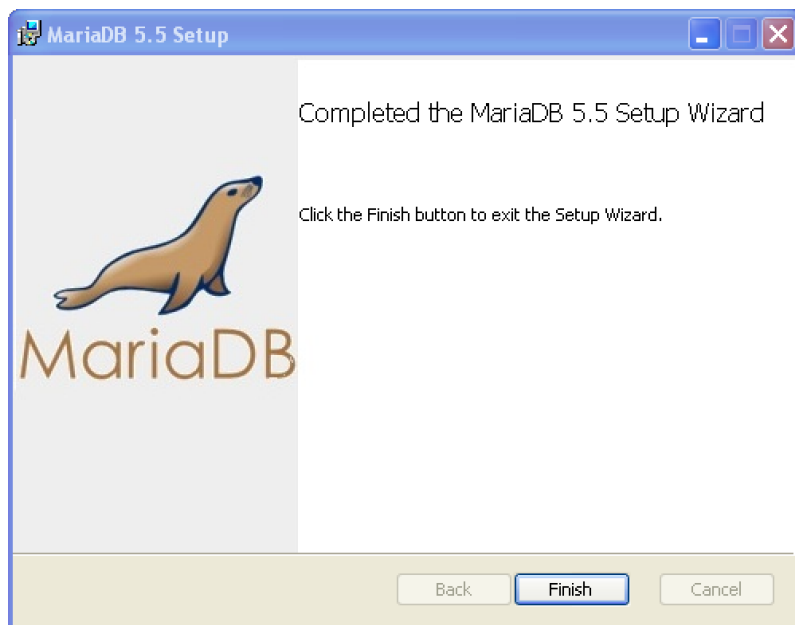 MariaDB 5.5 Setup
Completed the MariaDB 5.5 Setup Wizard
Click the Finish button to exit the Setup Wizard.
MariaDB
Back
Finish
Cancel